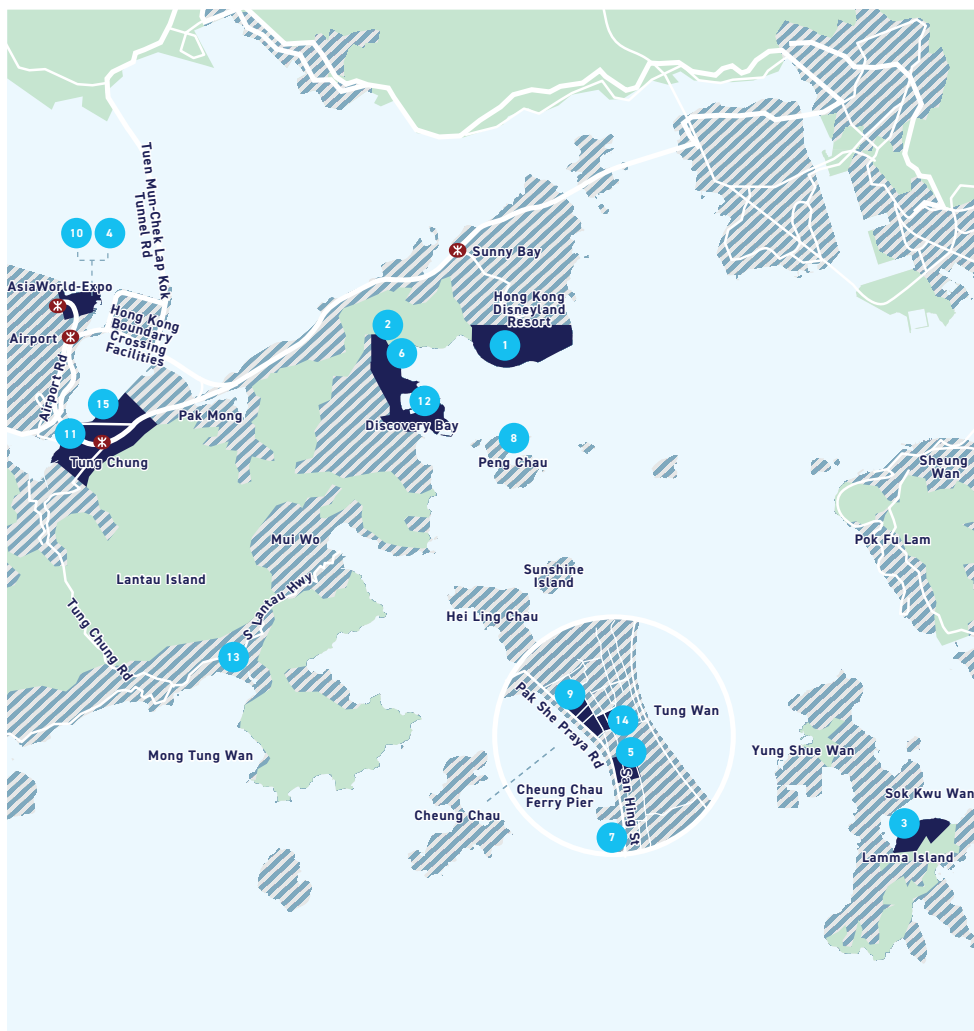 Tuen Mun-Chek Lap Kok
Tunnel Rd
10
4
AsiaWorld-Expo
Sunny Bay
Hong Kong
Disneyland
Resort
1
Hong Kong
Boundary
Crossing
Facilities
Airport
Airport Rd
2
6
15
12
11
Pak Mong
Discovery Bay
8
Peng Chau
Tung Chung
Sheung
Wan
Mui Wo
Pok Fu Lam
Lantau Island
Sunshine
Island
Hei Ling Chau
S Lantau Hwy
Tung Chung Rd
13
9
Pak She Praya Rd
14
Tung Wan
5
Mong Tung Wan
Yung Shue Wan
San Hing St
Cheung Chau
Ferry Pier
Sok Kwu Wan
Cheung Chau
7
3
Lamma Island